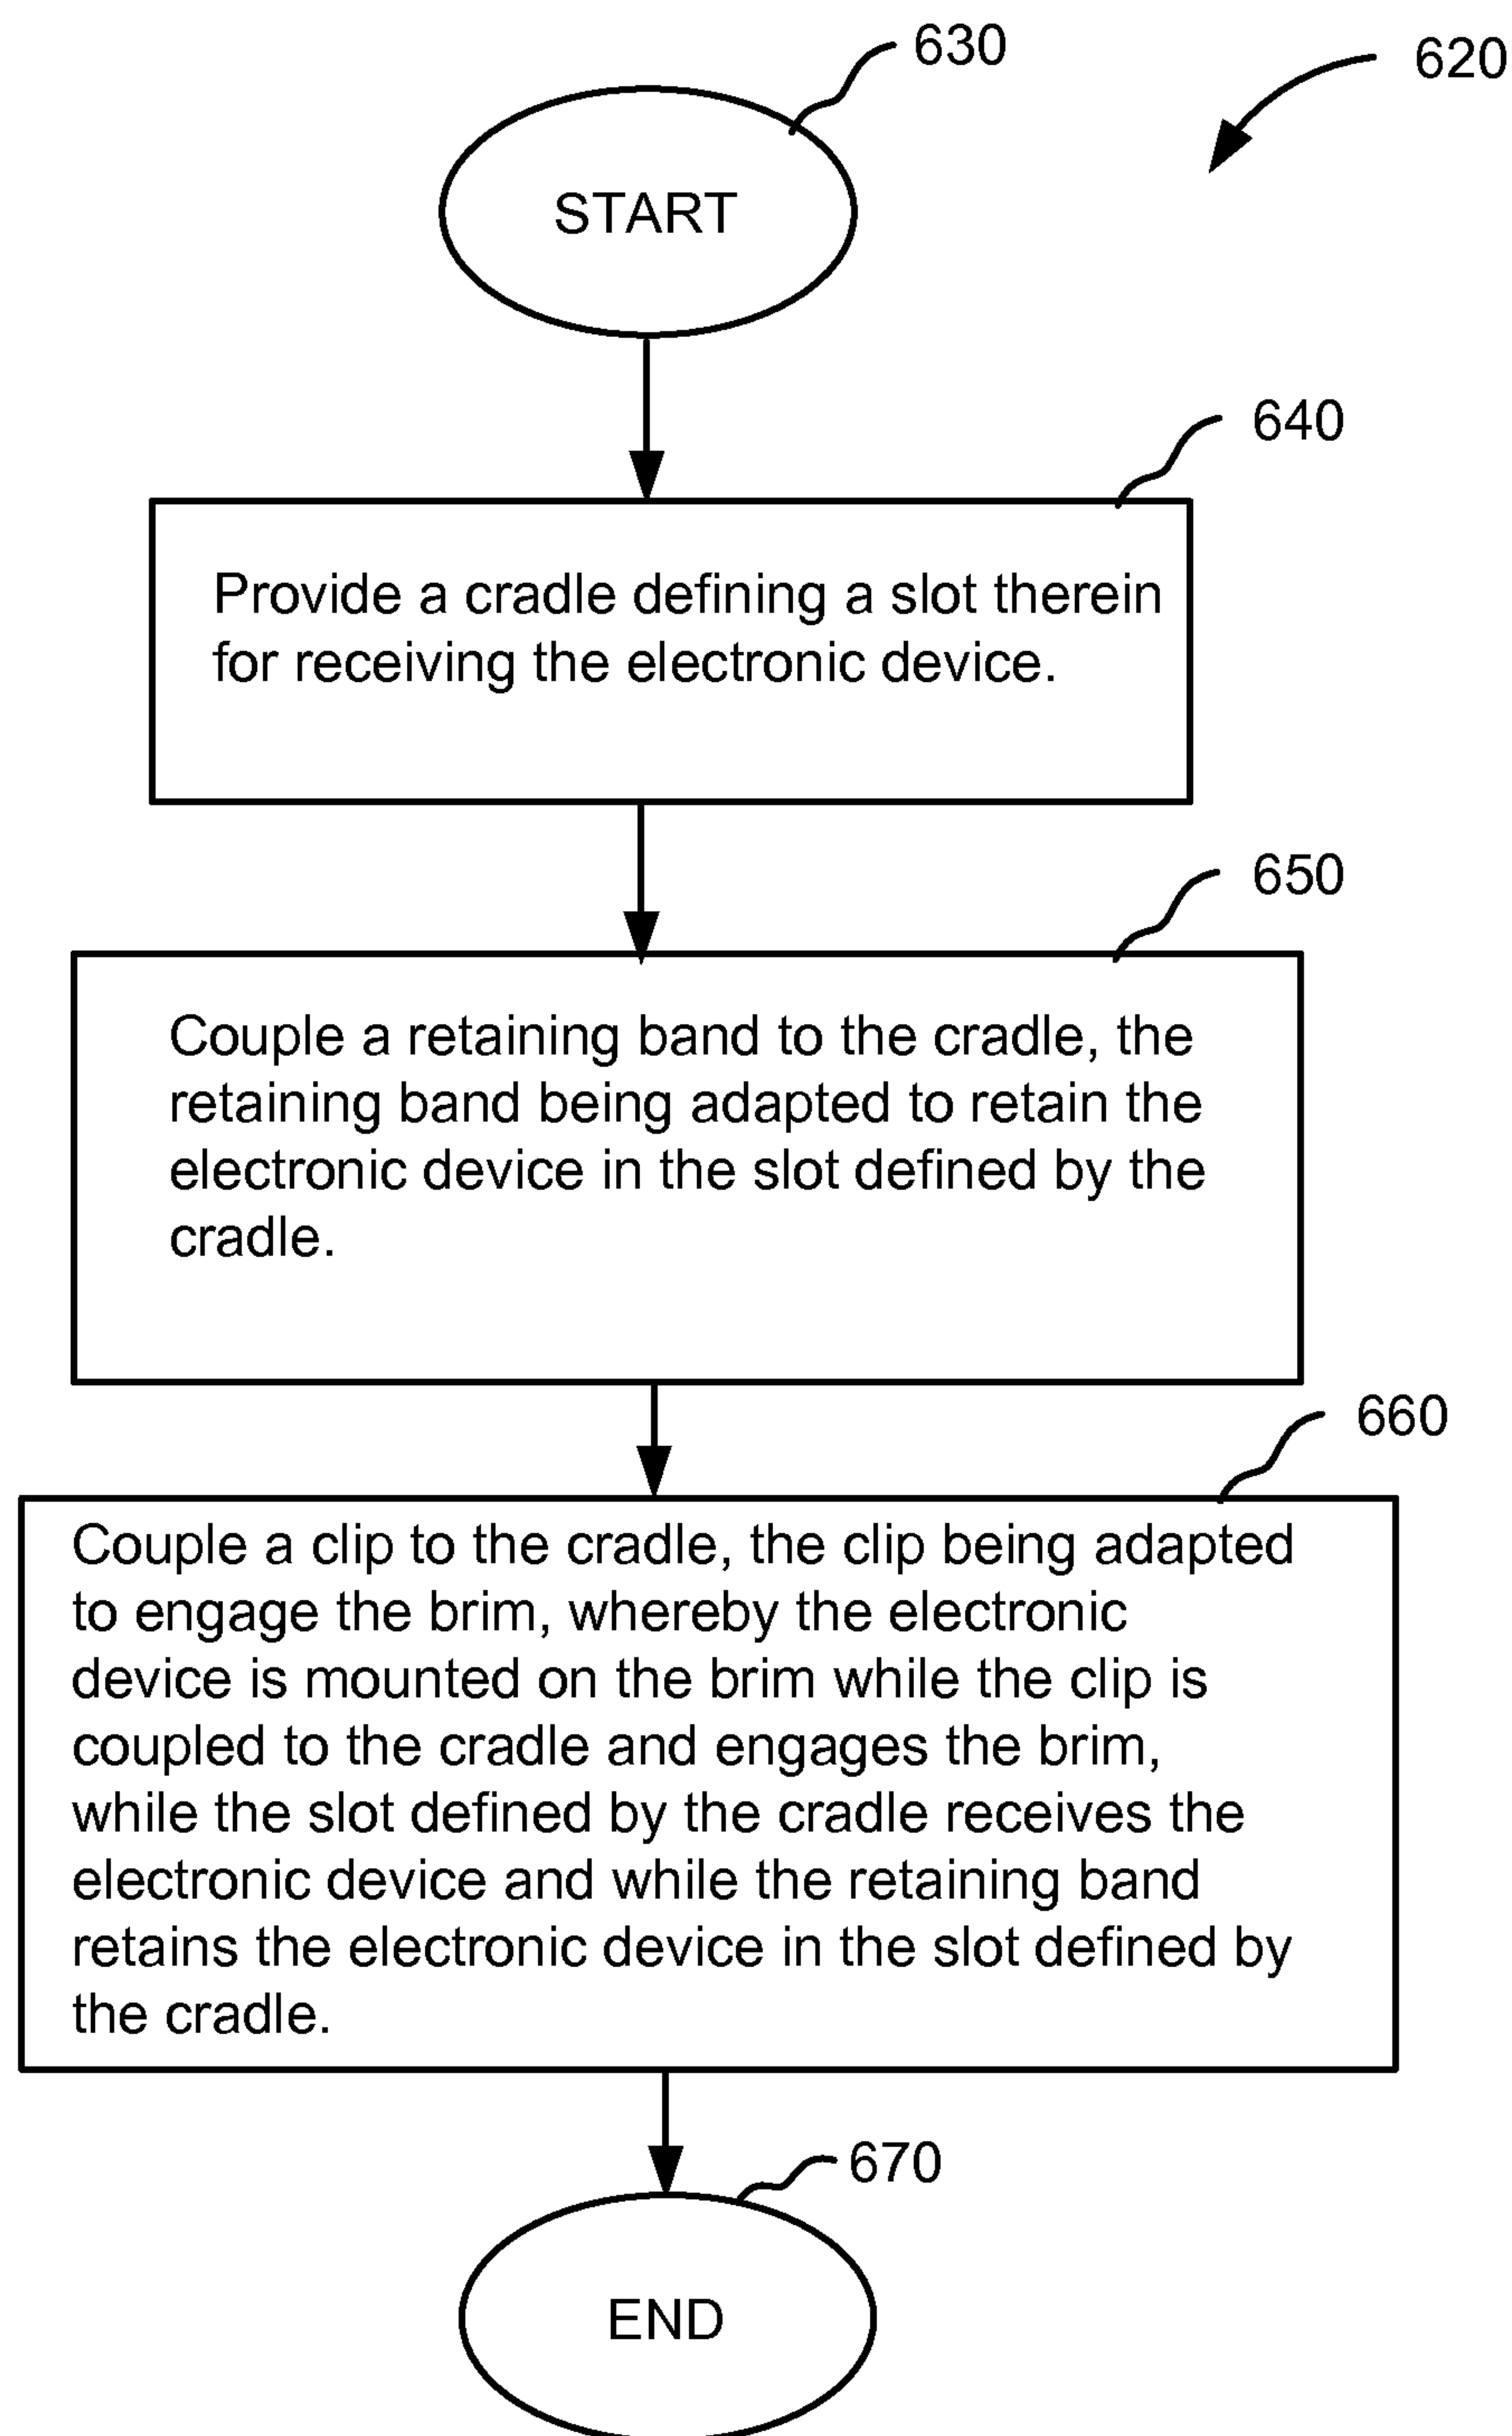 630
620
START
640
Provide a cradle defining a slot therein
for receiving the electronic device.
650
Couple a retaining band to the cradle, the
retaining band being adapted to retain the
electronic device in the slot defined by the
cradle.
660
Couple a clip to the cradle, the clip being adapted
to engage the brim, whereby the electronic
device is mounted on the brim while the clip is
coupled to the cradle and engages the brim,
while the slot defined by the cradle receives the
electronic device and while the retaining band
retains the electronic device in the slot defined by
the cradle.
670
END